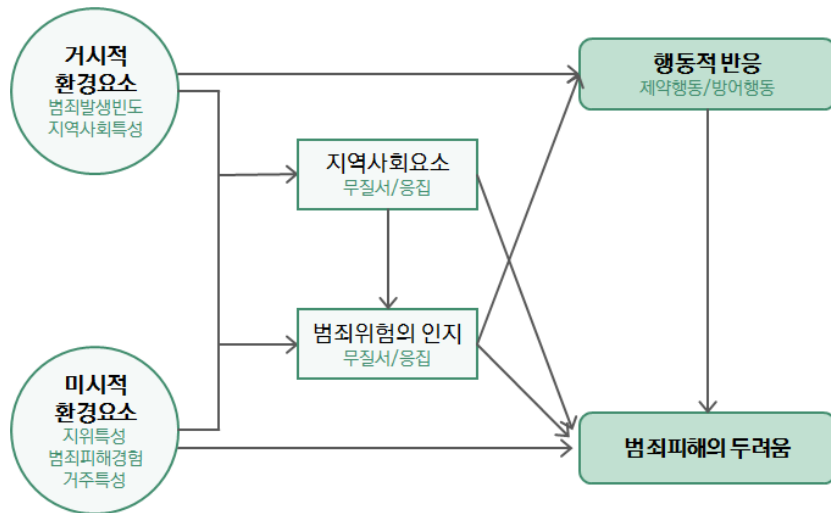 거시적
환경요소
범죄발생빈도
지역사회특성
행동적 반응
제약행동/방어행동
지역사회요소
무질서/응집
범죄위험의 인지
무질서/응집
미시적
환경요소
지위특성
범죄피해경험
거주특성
범죄피해의 두려움